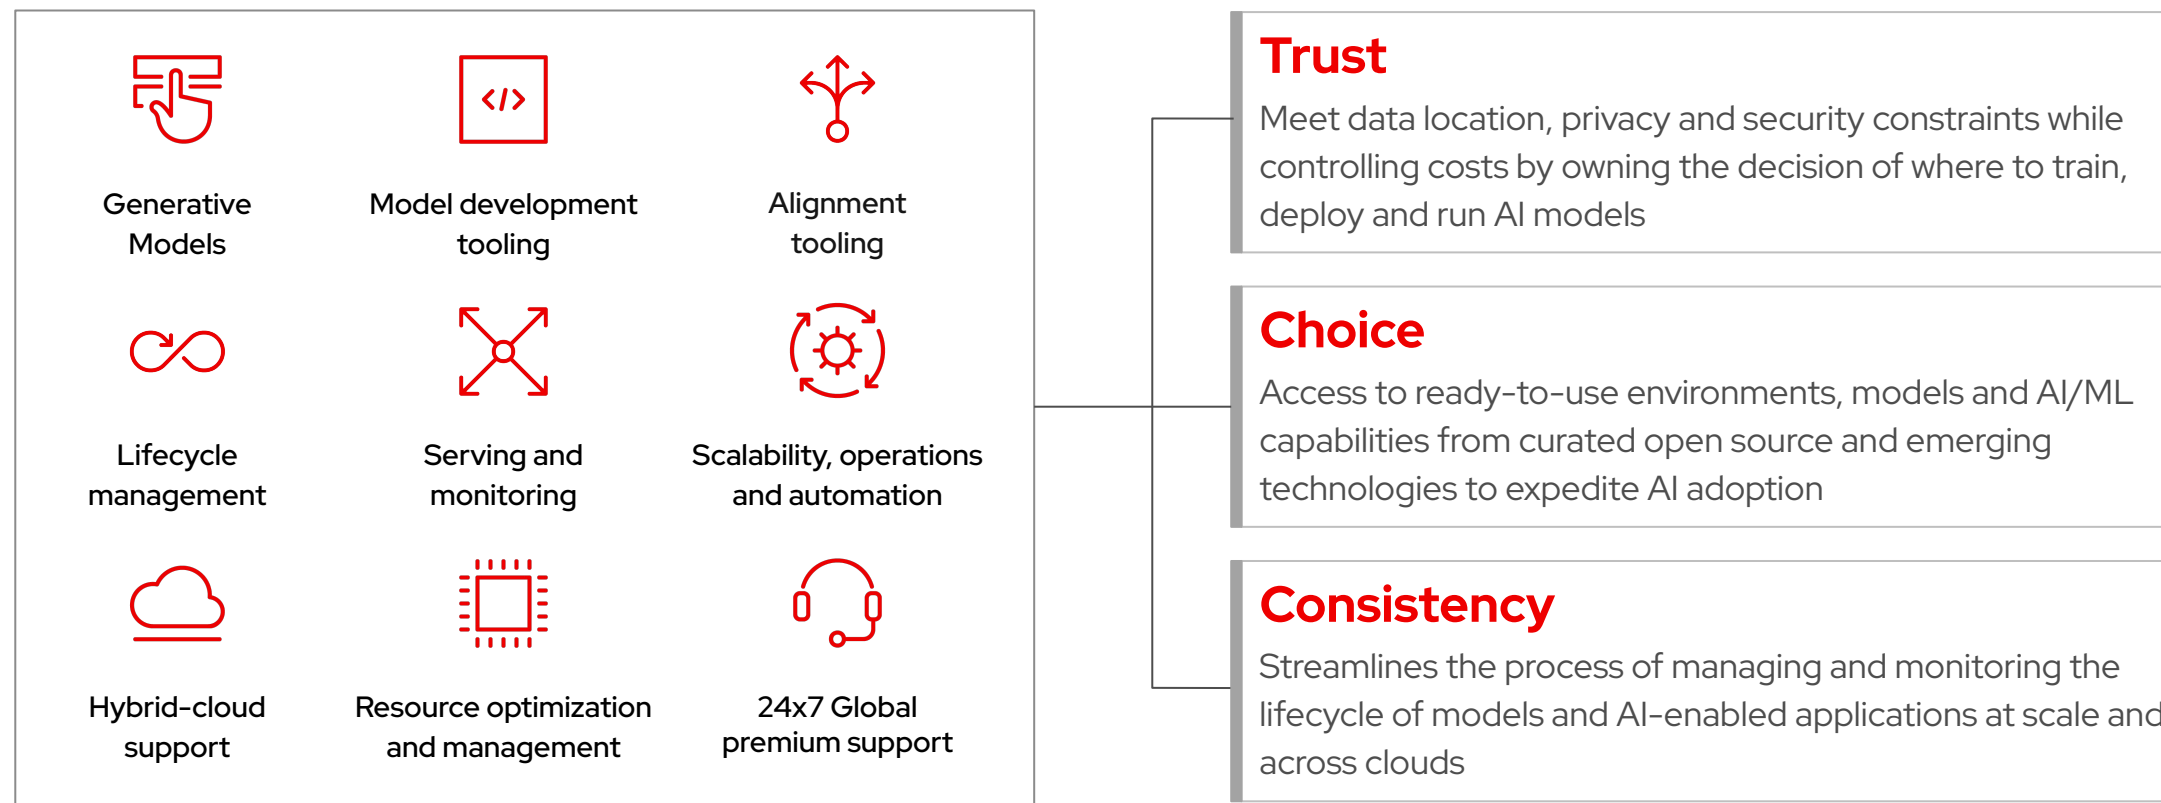 Generative
Models
Model development
tooling
Alignment
tooling
Lifecycle
management
Serving and
monitoring
Scalability, operations
and automation
Hybrid-cloud
support
Resource optimization
and management
24x7 Global
premium support
Trust
Meet data location, privacy and security constraints while
controlling costs by owning the decision of where to train,
deploy and run AI models
Choice
Access to ready-to-use environments, models and AI/ML
capabilities from curated open source and emerging
technologies to expedite AI adoption
Consistency
Streamlines the process of managing and monitoring the
lifecycle of models and AI-enabled applications at scale and
across clouds